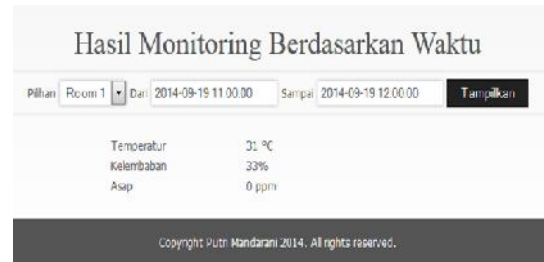 Hasil Monitoring Berdasarkan Waktu
Pilihan Room 1 Dari 2014-09-19 11:00:00 Sampai 2014-09-19 12:00:00 Tampilkan
Temperatur 31 °C
Kelembaban 33%
Asap 0 ppm
Copyright Putri Mandarani 2014. All rights reserved.